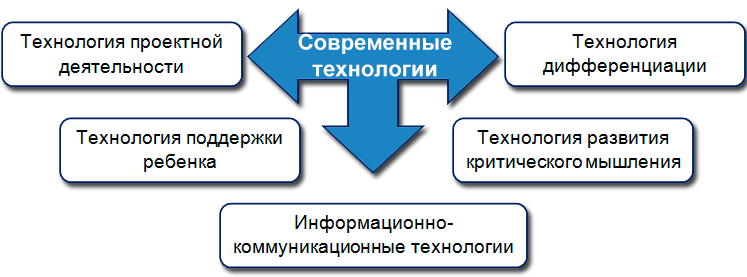 Технология проектной
деятельности
Современные
технологии
Технология
дифференциации
Технология поддержки
ребенка
Технология развития
критического мышления
Информационно-
коммуникационные технологии